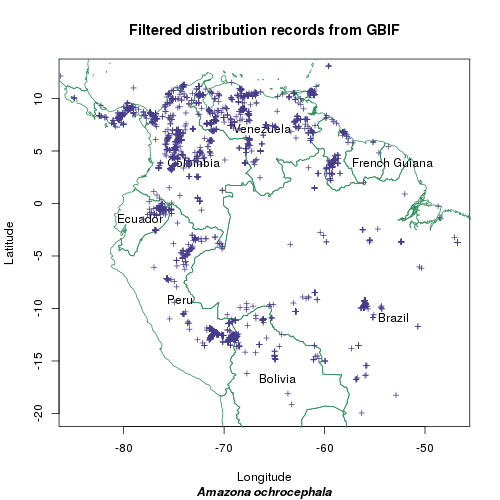 Filtered distribution records from GBIF
10
5
0
-5
-10
-15
-20
Latitude
Venezuela
Colombia
French Guiana
Ecuador
Peru
Brazil
Bolivia
-80 -70 -60 -50
Longitude
Amazona ochrocephala